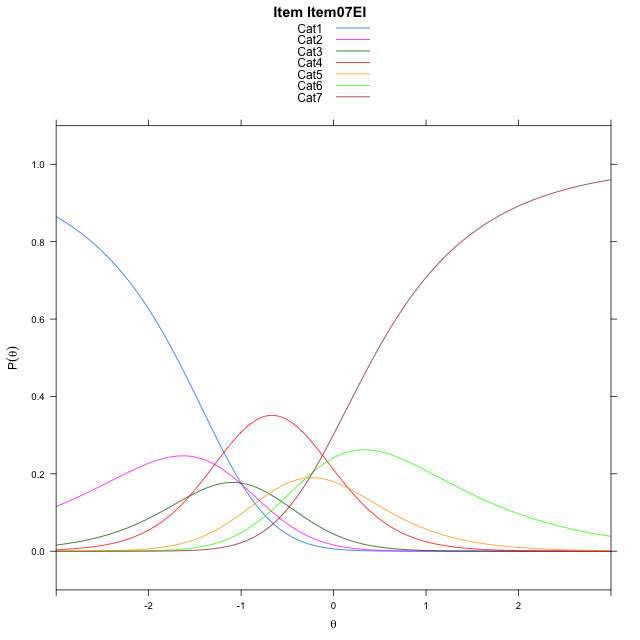 Item Item07EI
Cat1
Cat2
Cat3
Cat4
Cat5
Cat6
Cat7
1.0
0.8
0.6
0.4
0.2
0.0
P(θ)
-2 -1 0 1 2
θ